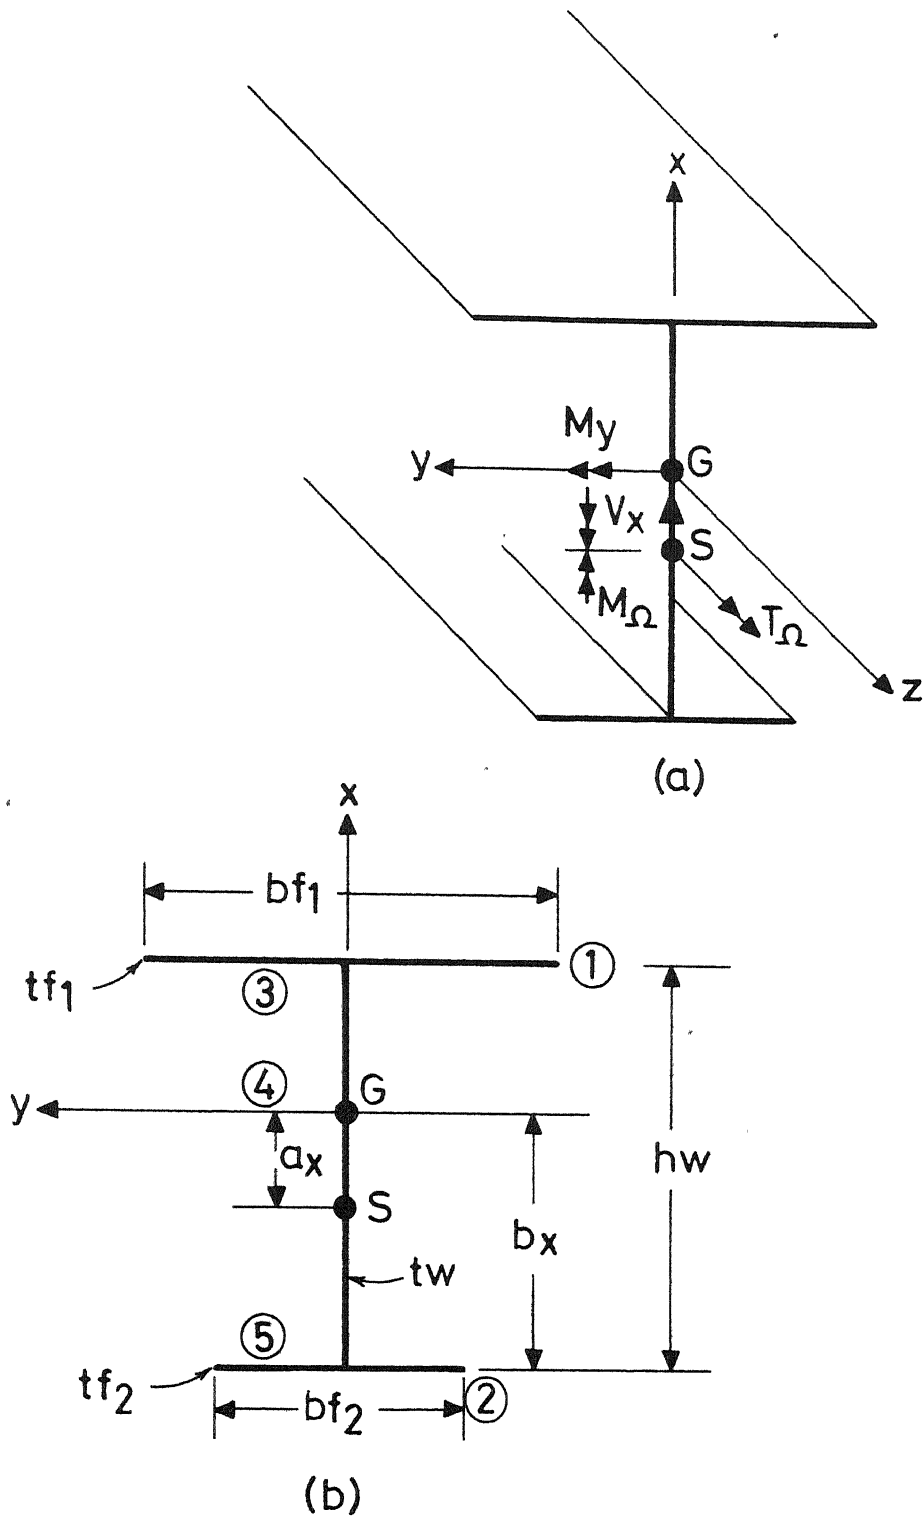 x
My
y
G
Vx
S
MΩ
TΩ
z
(a)
x
bf1
tf1
③
①
④
G
y
ax
hw
S
bx
tw
⑤
tf2
bf2
②
(b)